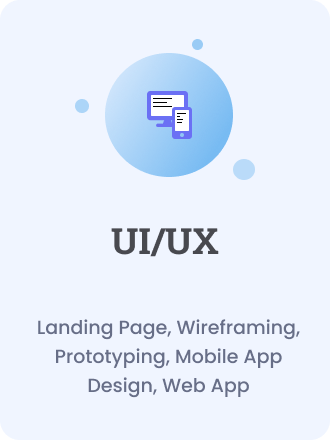 UI/UX
Landing Page, Wireframing,
Prototyping, Mobile App
Design, Web App